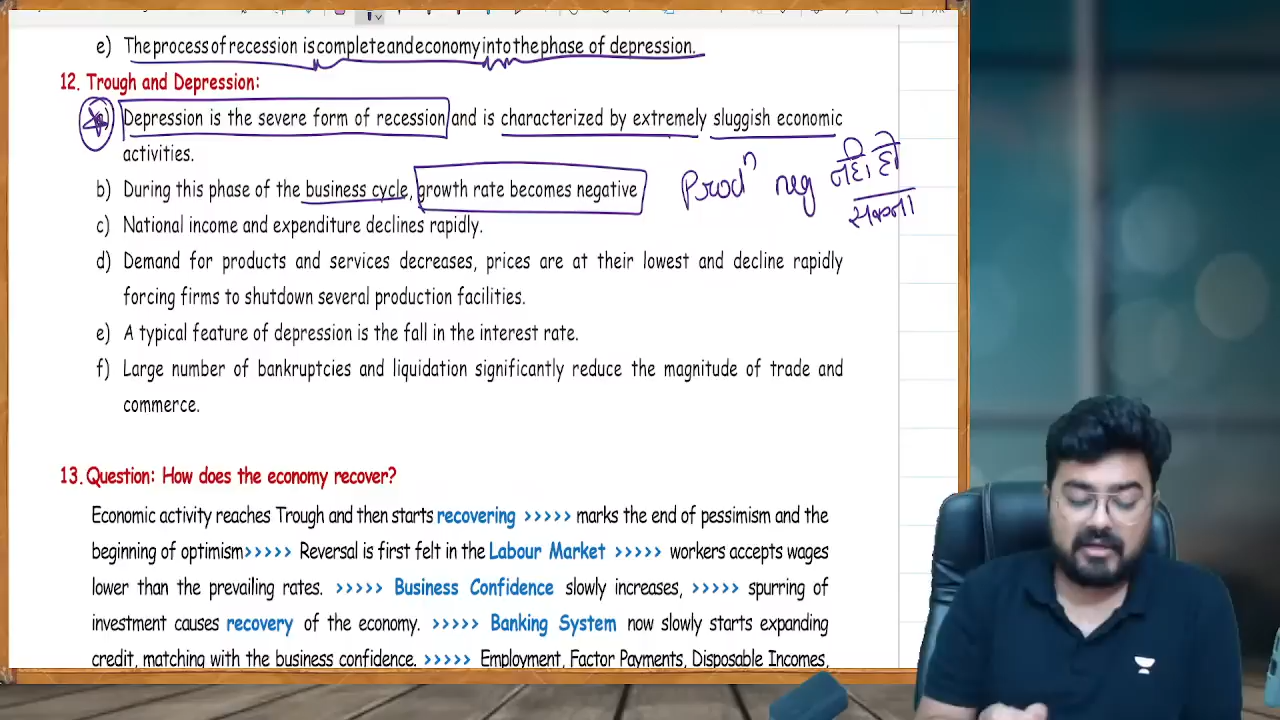 e) The process of recession is complete and economy into the phase of depression.
12. Trough and Depression:
Depression is the severe form of recession and is characterized by extremely sluggish economic
activities.
b) During this phase of the business cycle, growth rate becomes negative
Prodⁿ neg नही हो
सकता
c) National income and expenditure declines rapidly.
d) Demand for products and services decreases, prices are at their lowest and decline rapidly
forcing firms to shutdown several production facilities.
e) A typical feature of depression is the fall in the interest rate.
f) Large number of bankruptcies and liquidation significantly reduce the magnitude of trade and
commerce.
13. Question: How does the economy recover?
Economic activity reaches Trough and then starts recovering >>>>> marks the end of pessimism and the
beginning of optimism>>>>> Reversal is first felt in the Labour Market >>>>> workers accepts wages
lower than the prevailing rates. >>>>> Business Confidence slowly increases, >>>>> spurring of
investment causes recovery of the economy. >>>>> Banking System now slowly starts expanding
credit, matching with the business confidence. >>>>> Employment, Factor Payments, Disposable Incomes,